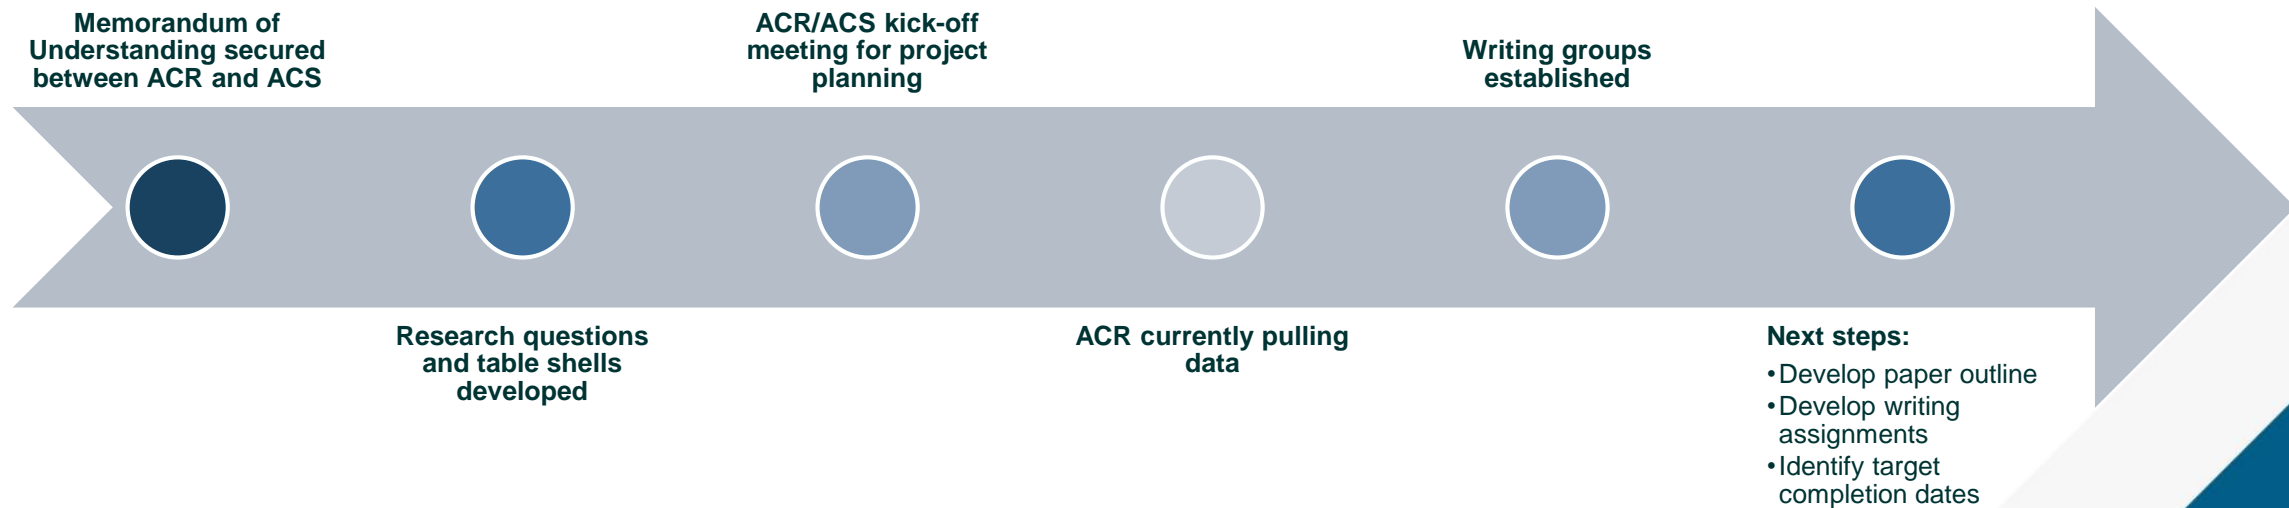 Memorandum of
Understanding secured
between ACR and ACS
Research questions
and table shells
developed
ACR/ACS kick-off
meeting for project
planning
ACR currently pulling
data
Writing groups
established
Next steps:
•Develop paper outline
•Develop writing
assignments
•Identify target
completion dates